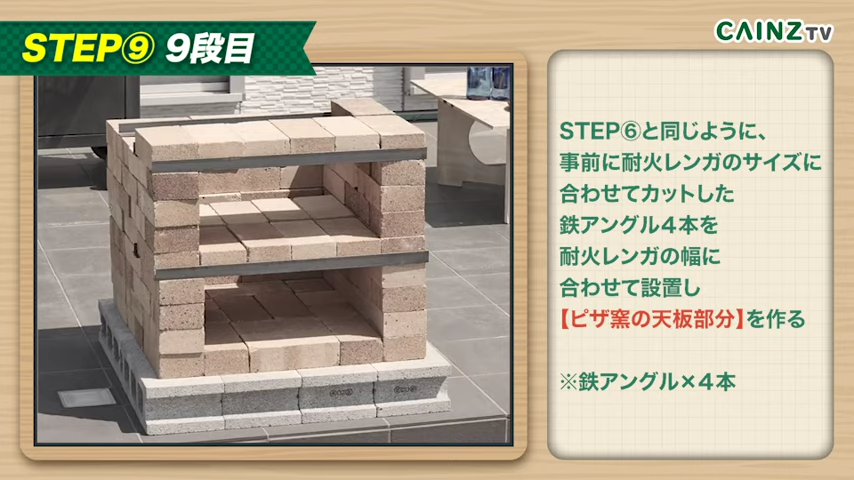 STEP⑨ 9段目
CAINZ TV
STEP⑥と同じように、
事前に耐火レンガのサイズに
合わせてカットした
鉄アングル4本を
耐火レンガの幅に
合わせて設置し
【ピザ窯の天板部分】を作る
※鉄アングル×4本